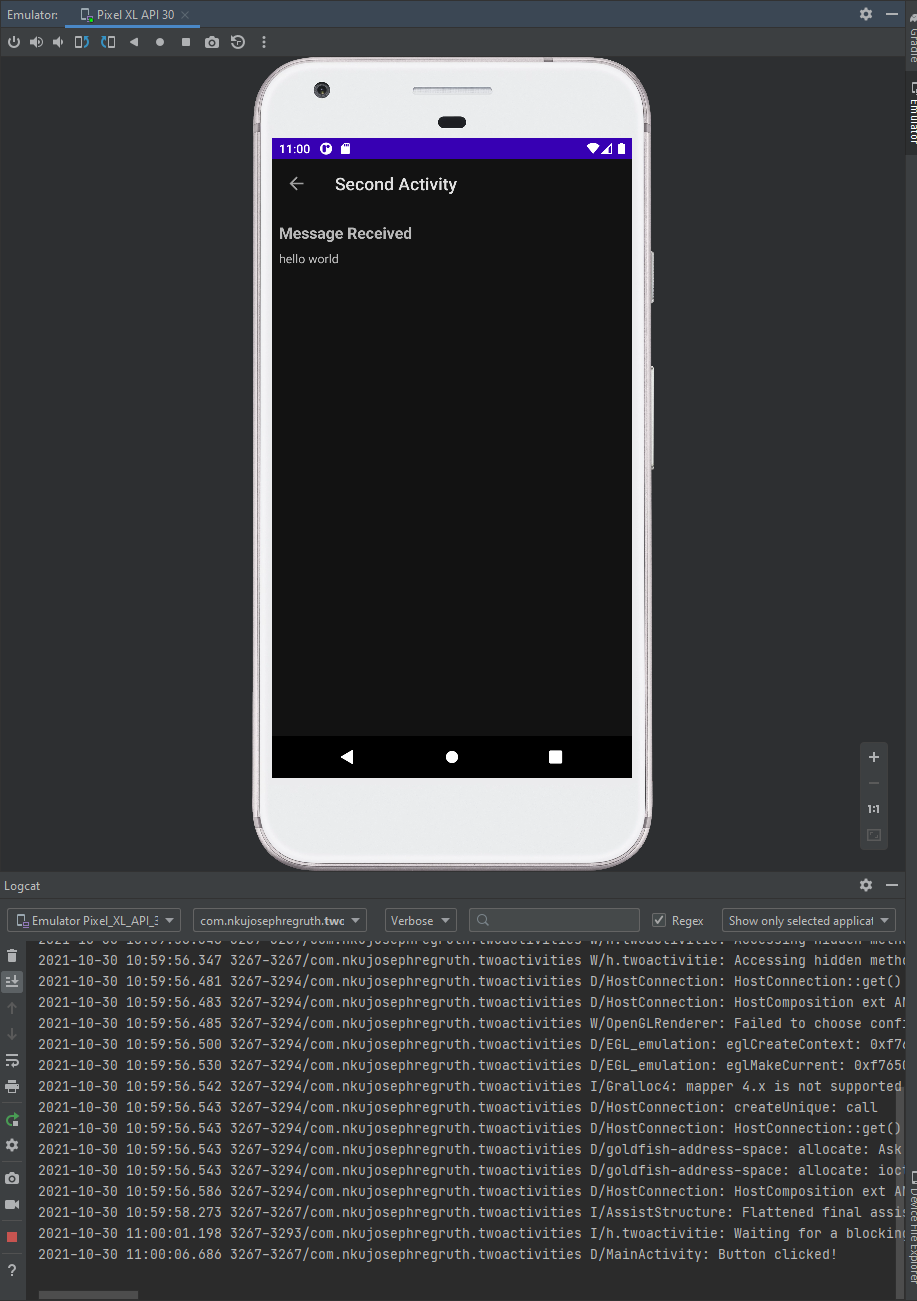 Emulator: Pixel XL API 30
Gradle
Emulator
11:00
Second Activity
Message Received
hello world
1:1
Logcat
Emulator Pixel_XL_API_3 com.nkujosephregruth.twoc Verbose Regex Show only selected applicat
2021-10-30 10:59:56.347 3267-3267/com.nkujosephregruth.twoactivities W/h.twoactivitie: Accessing hidden metho
2021-10-30 10:59:56.481 3267-3294/com.nkujosephregruth.twoactivities D/HostConnection: HostConnection::get()
2021-10-30 10:59:56.483 3267-3294/com.nkujosephregruth.twoactivities D/HostConnection: HostComposition ext AN
2021-10-30 10:59:56.485 3267-3294/com.nkujosephregruth.twoactivities W/OpenGLRenderer: Failed to choose confi
2021-10-30 10:59:56.500 3267-3294/com.nkujosephregruth.twoactivities D/EGL_emulation: eglCreateContext: 0xf76
2021-10-30 10:59:56.530 3267-3294/com.nkujosephregruth.twoactivities D/EGL_emulation: eglMakeCurrent: 0xf7650
2021-10-30 10:59:56.542 3267-3294/com.nkujosephregruth.twoactivities I/Gralloc4: mapper 4.x is not supported
2021-10-30 10:59:56.543 3267-3294/com.nkujosephregruth.twoactivities D/HostConnection: createUnique: call
2021-10-30 10:59:56.543 3267-3294/com.nkujosephregruth.twoactivities D/HostConnection: HostConnection::get()
2021-10-30 10:59:56.543 3267-3294/com.nkujosephregruth.twoactivities D/goldfish-address-space: allocate: Ask
2021-10-30 10:59:56.543 3267-3294/com.nkujosephregruth.twoactivities D/goldfish-address-space: allocate: ioct
2021-10-30 10:59:56.586 3267-3294/com.nkujosephregruth.twoactivities D/HostConnection: HostComposition ext AN
2021-10-30 10:59:58.273 3267-3267/com.nkujosephregruth.twoactivities I/AssistStructure: Flattened final assis
2021-10-30 11:00:01.198 3267-3293/com.nkujosephregruth.twoactivities I/h.twoactivitie: Waiting for a blocking
2021-10-30 11:00:06.686 3267-3267/com.nkujosephregruth.twoactivities D/MainActivity: Button clicked!
Device File Explorer